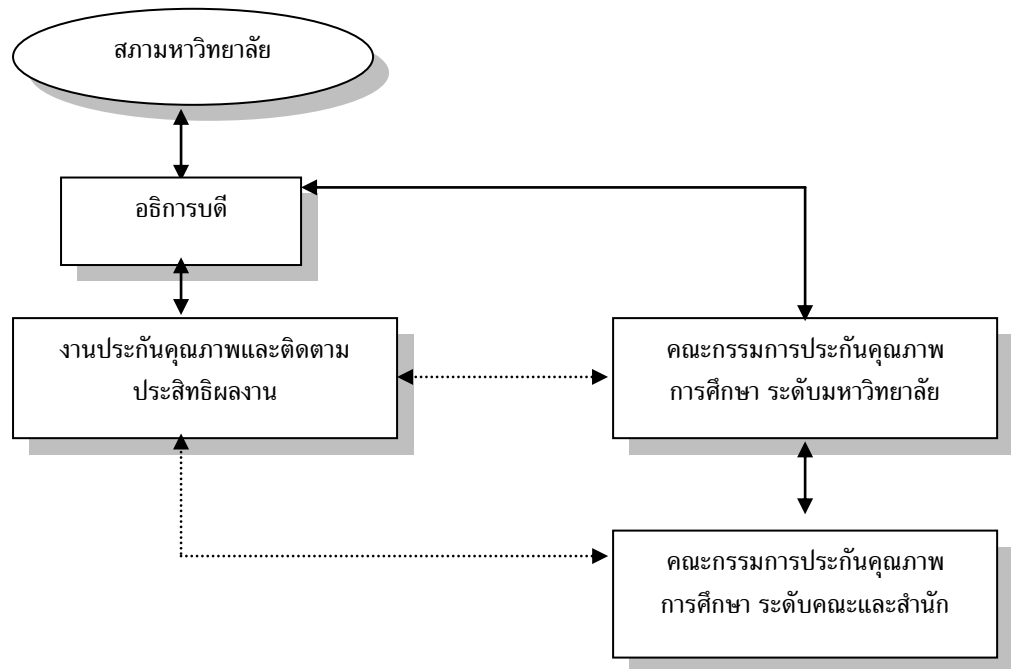 สภามหาวิทยาลัย
อธิการบดี
งานประกันคุณภาพและติดตาม
ประสิทธิผลงาน
คณะกรรมการประกันคุณภาพ
การศึกษา ระดับมหาวิทยาลัย
คณะกรรมการประกันคุณภาพ
การศึกษา ระดับคณะและสำนัก